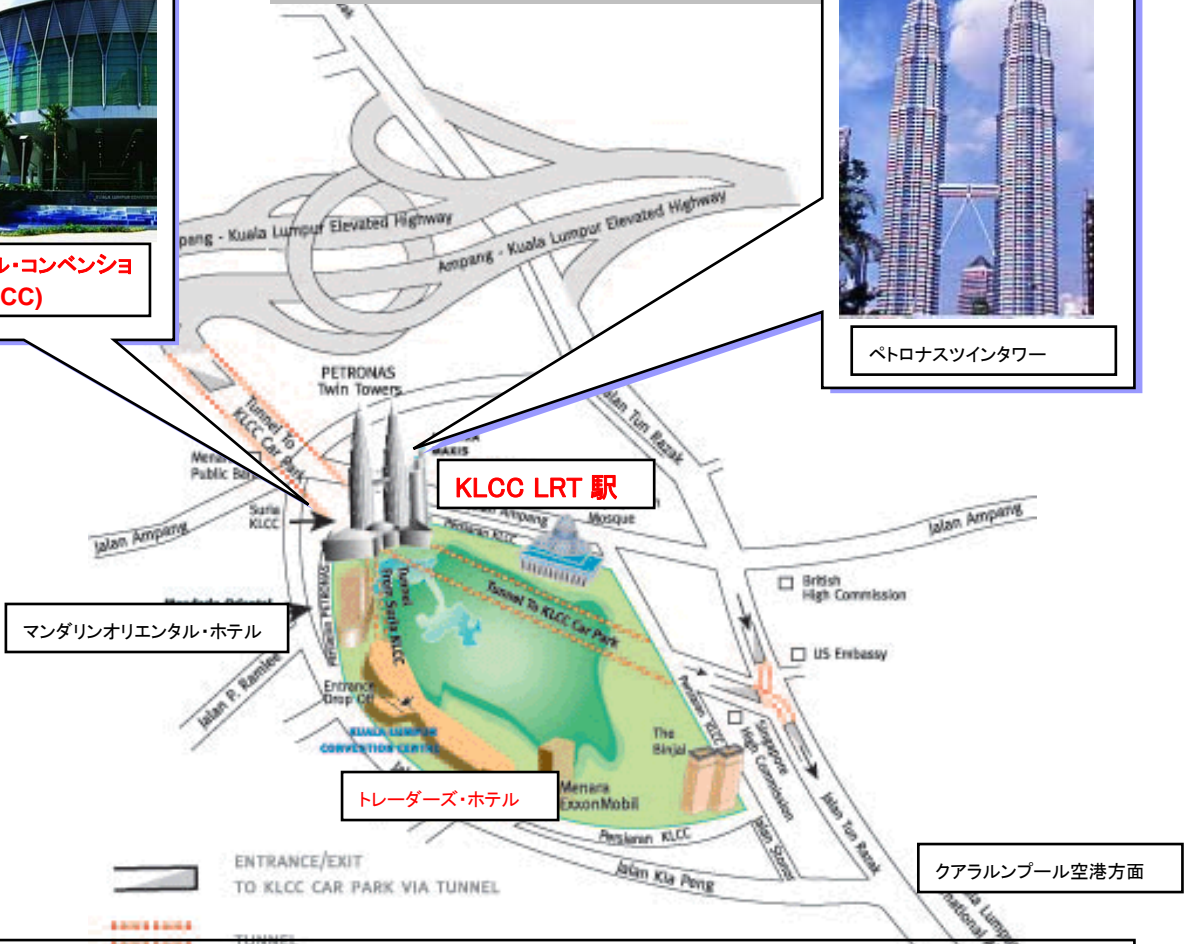 ル・コンベンショ
CC)
ペトロナスツインタワー
pang - Kuala Lumpur Elevated Highway
Ampang - Kuala Lumpur Elevated Highway
PETRONAS
Twin Towers
Tunnel To
KLCC Car Park
Jalan Tun Razak
MAXIS
Public
KLCC LRT 駅
Suria
KLCC
Ampang
Mosque
Persiaran KLCC
Jalan Ampang
Jalan Ampang
British
High Commission
マンダリンオリエンタル・ホテル
Persiaran PETRONAS
Tunnel
from Suria KLCC
Tunnel To KLCC Car Park
US Embassy
Jalan P. Ramlee
Entrance
Drop Off
KUALA LUMPUR
CONVENTION CENTRE
Persiaran KLCC
Singapore
High Commission
The
Binjai
トレーダーズ・ホテル
Menara
ExxonMobil
Jalan Tun Razak
Persiaran KLCC
Jalan Stonor
Jalan Kia Peng
クアラルンプール空港方面
ENTRANCE/EXIT
TO KLCC CAR PARK VIA TUNNEL
TUNNEL